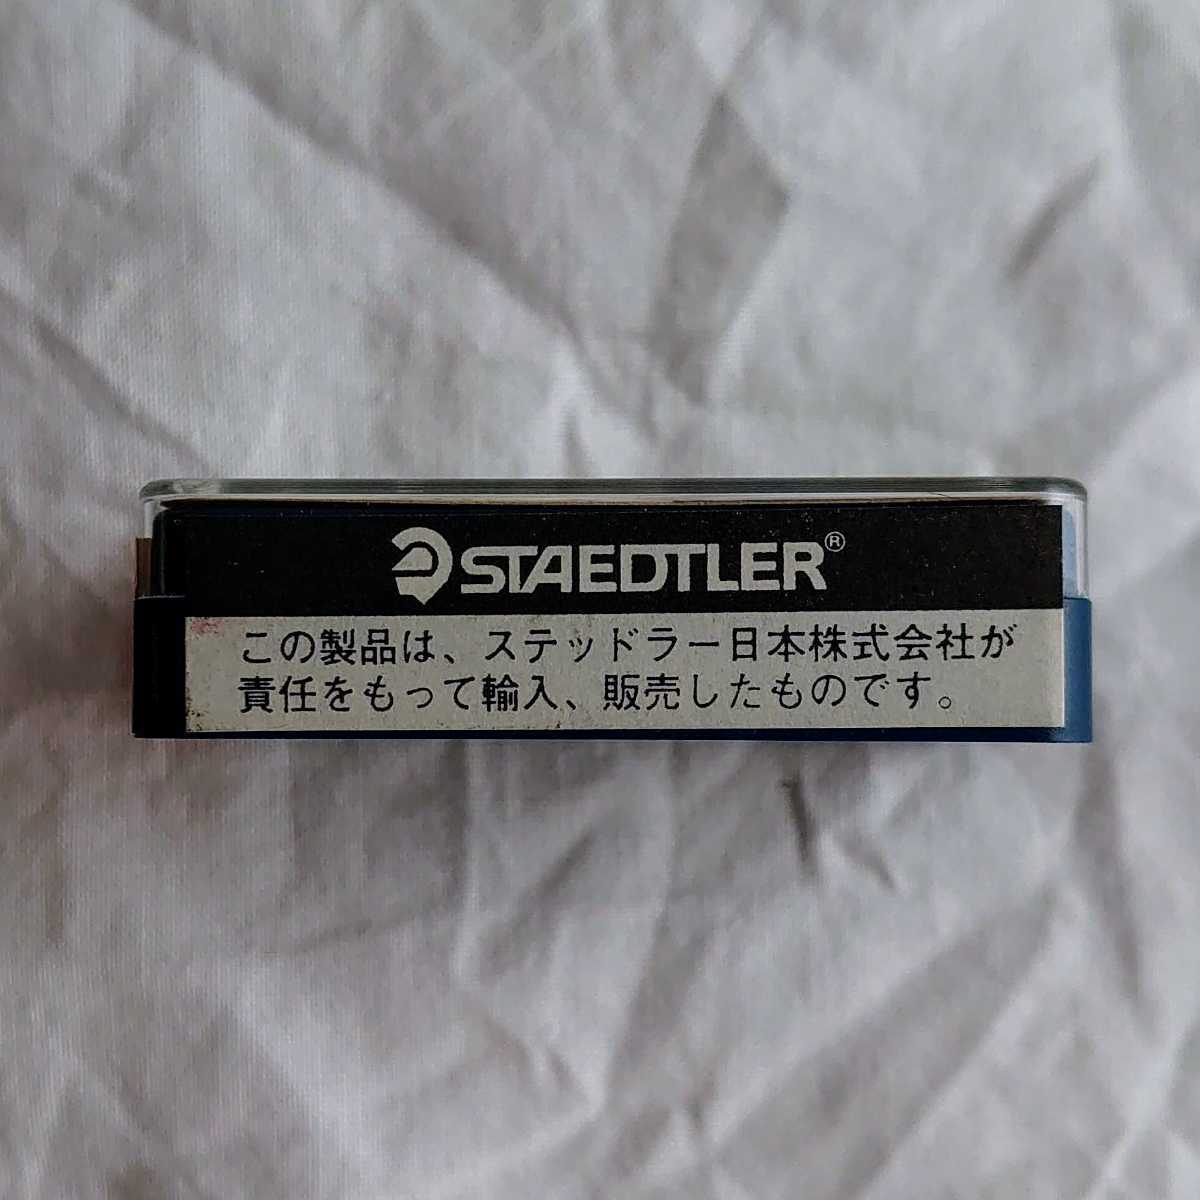 STAEDTLER®
この製品は、ステッドラー日本株式会社が
責任をもって輸入、販売したものです。